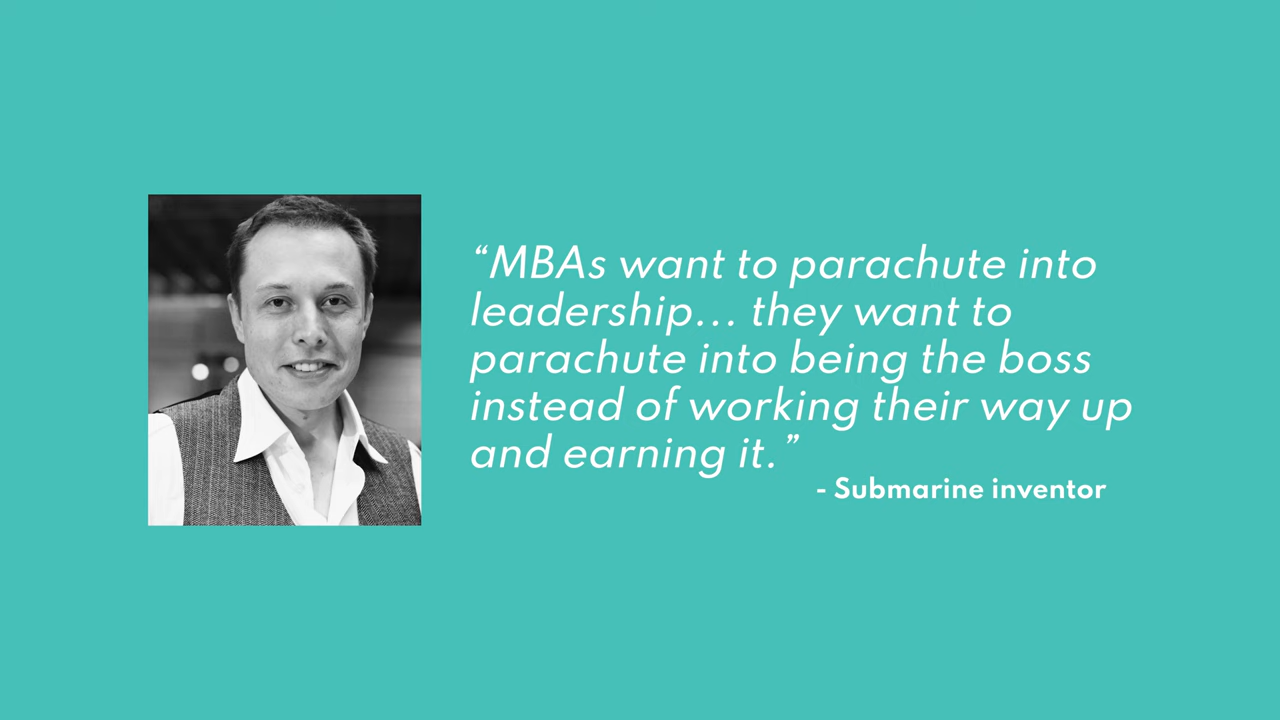 “MBAs want to parachute into
leadership... they want to
parachute into being the boss
instead of working their way up
and earning it.”
- Submarine inventor